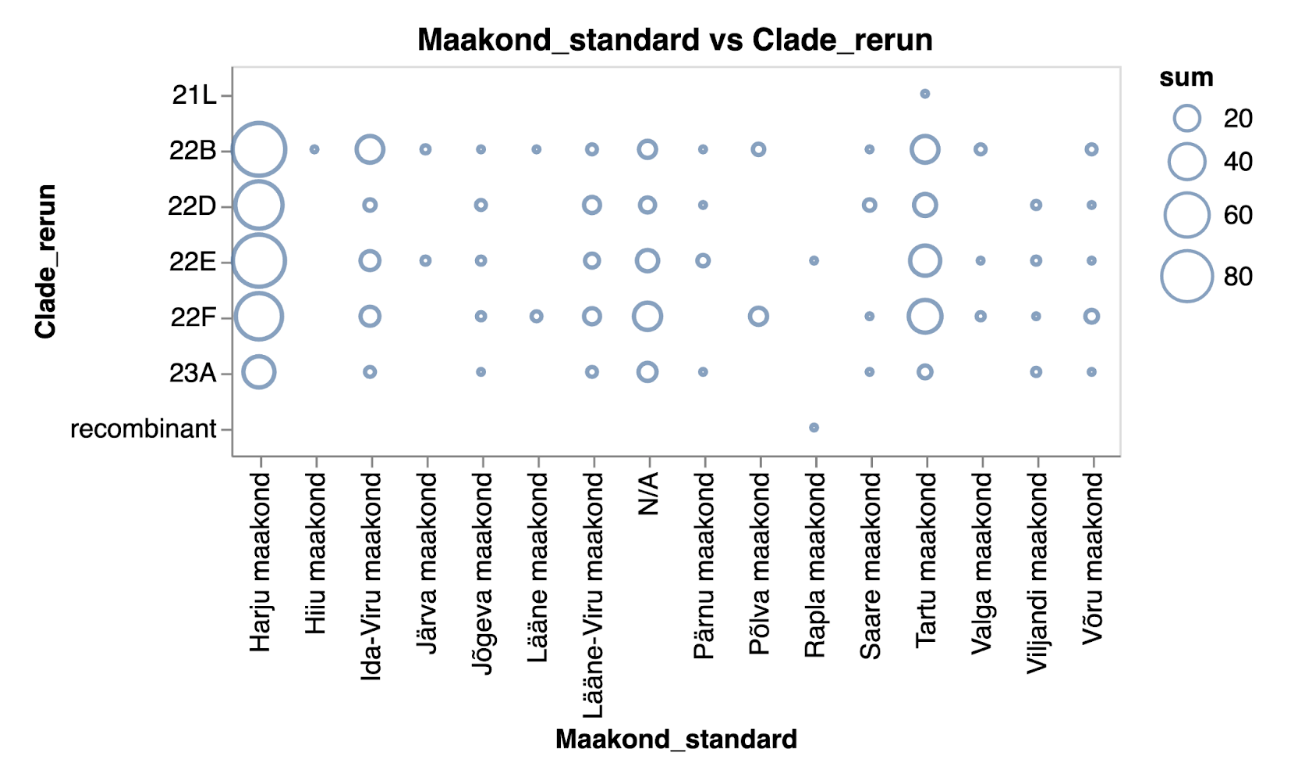 Maakond_standard vs Clade_rerun
Clade_rerun
21L
22B
22D
22E
22F
23A
recombinant
Harju maakond
Hiiu maakond
Ida-Viru maakond
Järva maakond
Jõgeva maakond
Lääne maakond
Lääne-Viru maakond
N/A
Pärnu maakond
Põlva maakond
Rapla maakond
Saare maakond
Tartu maakond
Valga maakond
Viljandi maakond
Võru maakond
Maakond_standard
sum
20
40
60
80